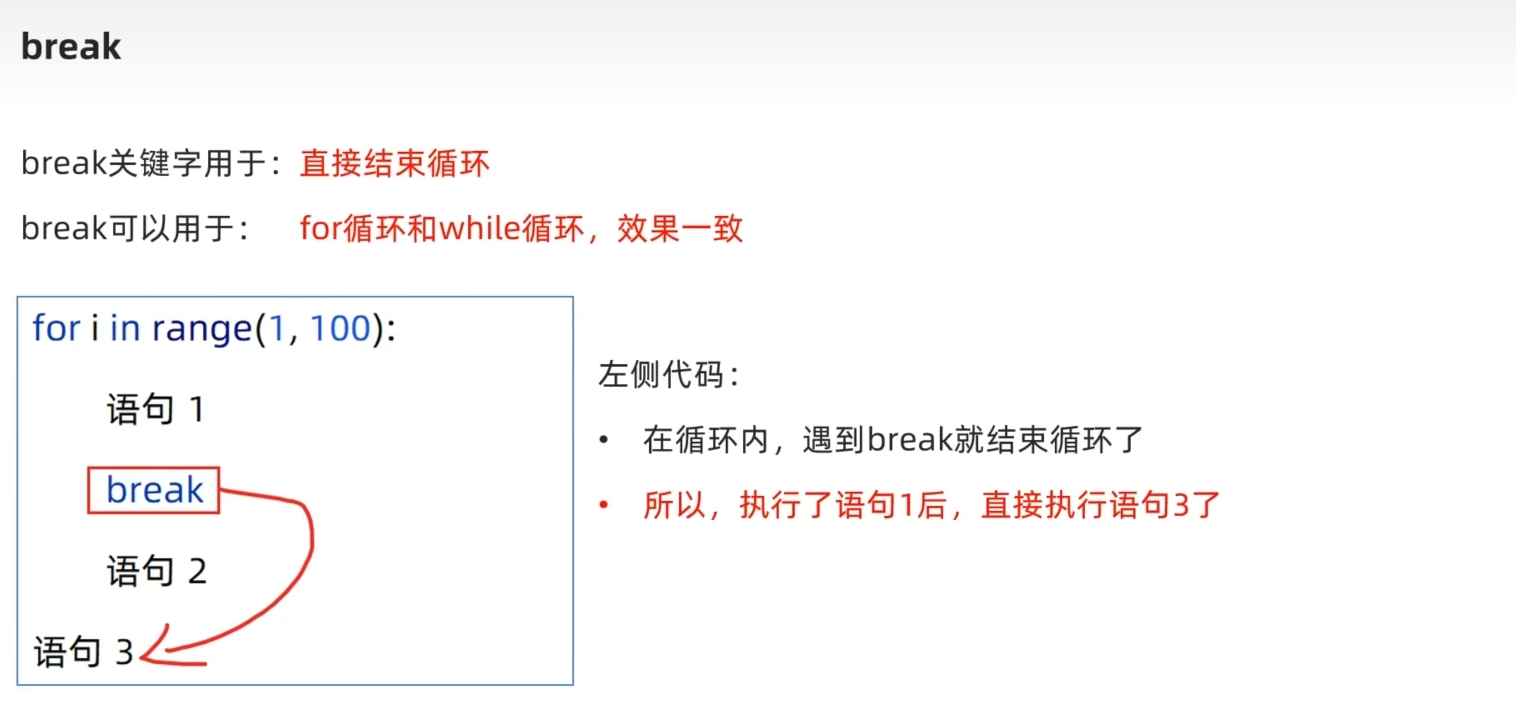 break
break关键字用于：直接结束循环
break可以用于： for循环和while循环，效果一致
for i in range(1, 100):
语句 1
break
语句 2
语句 3
左侧代码：
• 在循环内，遇到break就结束循环了
• 所以，执行了语句1后，直接执行语句3了